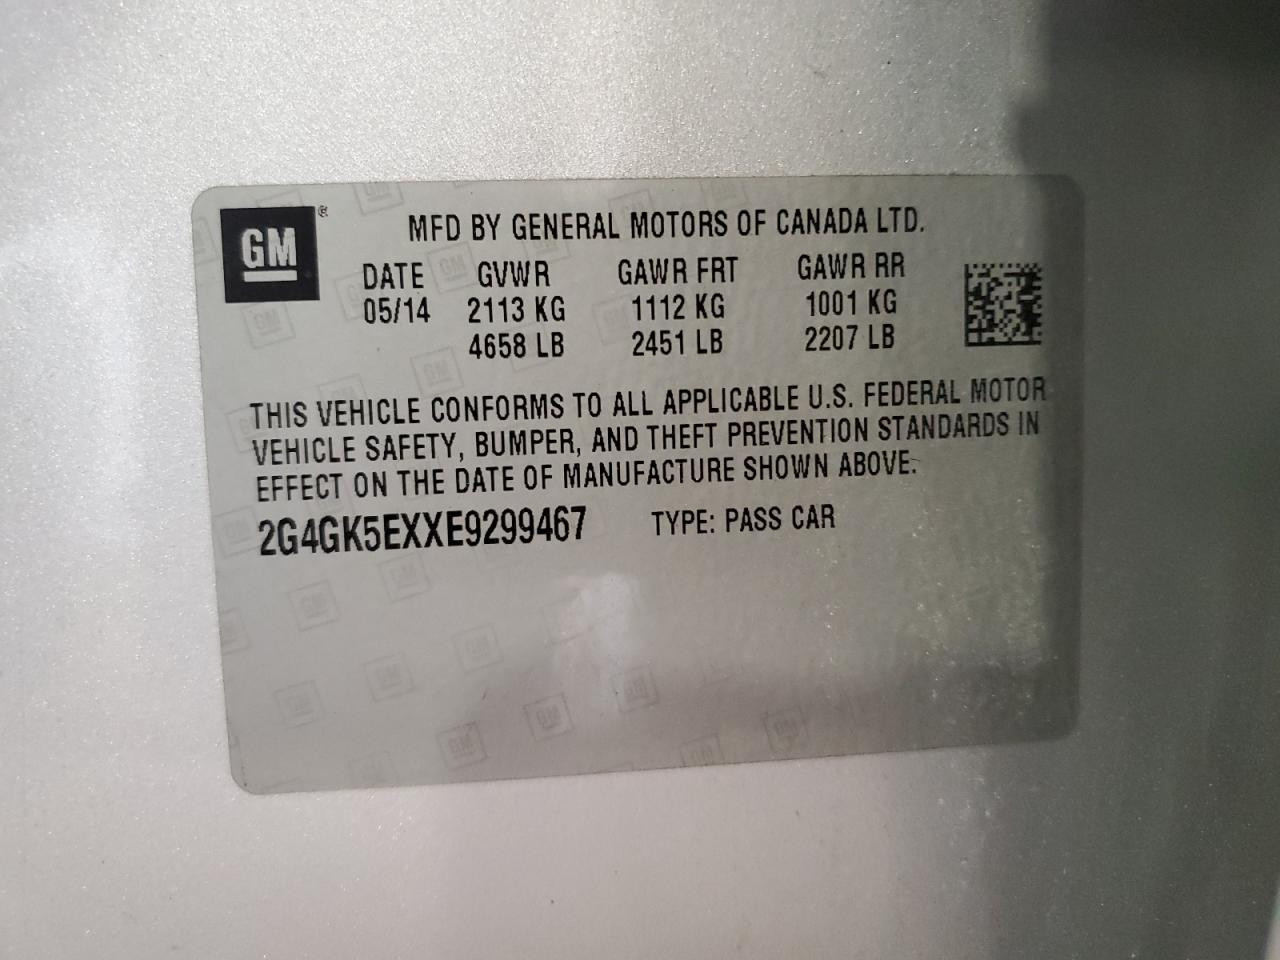 GM ®
MFD BY GENERAL MOTORS OF CANADA LTD.
DATE GVWR GAWR FRT GAWR RR
05/14 2113 KG 1112 KG 1001 KG
4658 LB 2451 LB 2207 LB
THIS VEHICLE CONFORMS TO ALL APPLICABLE U.S. FEDERAL MOTOR
VEHICLE SAFETY, BUMPER, AND THEFT PREVENTION STANDARDS IN
EFFECT ON THE DATE OF MANUFACTURE SHOWN ABOVE.
2G4GK5EXXE9299467 TYPE: PASS CAR